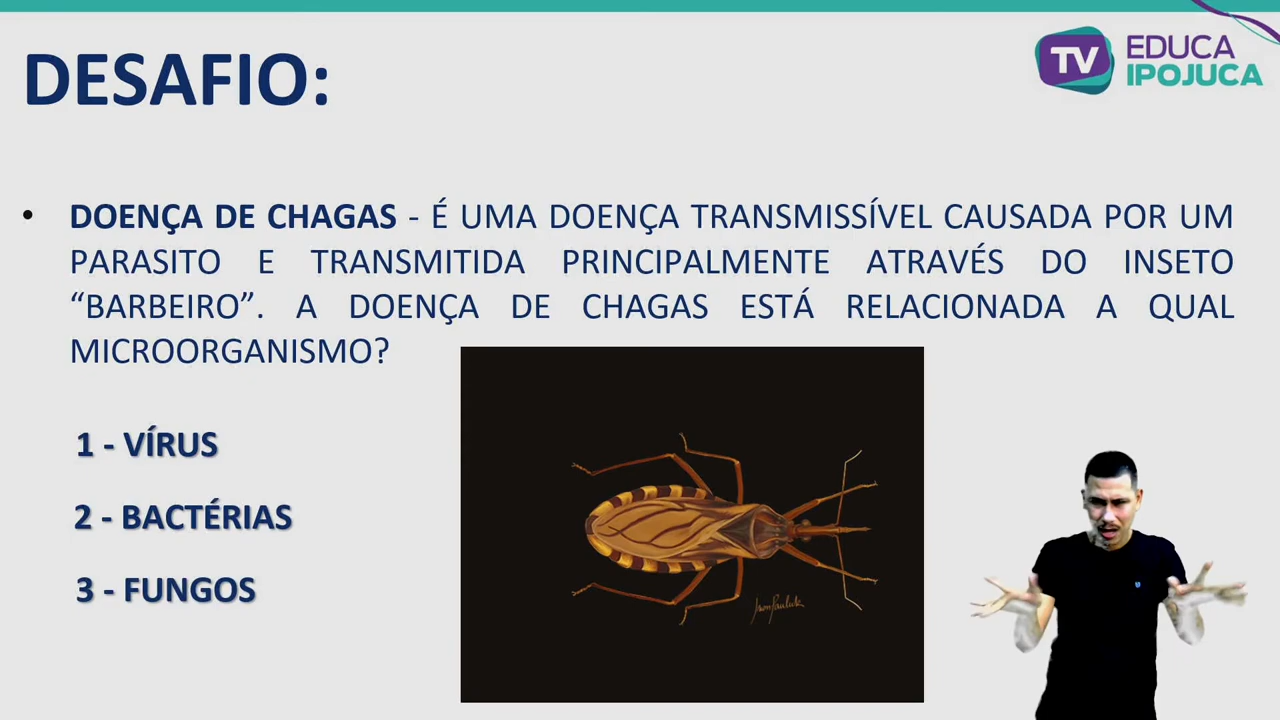 DESAFIO:
TV EDUCA
IPOJUCA
• DOENÇA DE CHAGAS - É UMA DOENÇA TRANSMISSÍVEL CAUSADA POR UM
PARASITO E TRANSMITIDA PRINCIPALMENTE ATRAVÉS DO INSETO
“BARBEIRO”. A DOENÇA DE CHAGAS ESTÁ RELACIONADA A QUAL
MICROORGANISMO?
1 - VÍRUS
2 - BACTÉRIAS
3 - FUNGOS